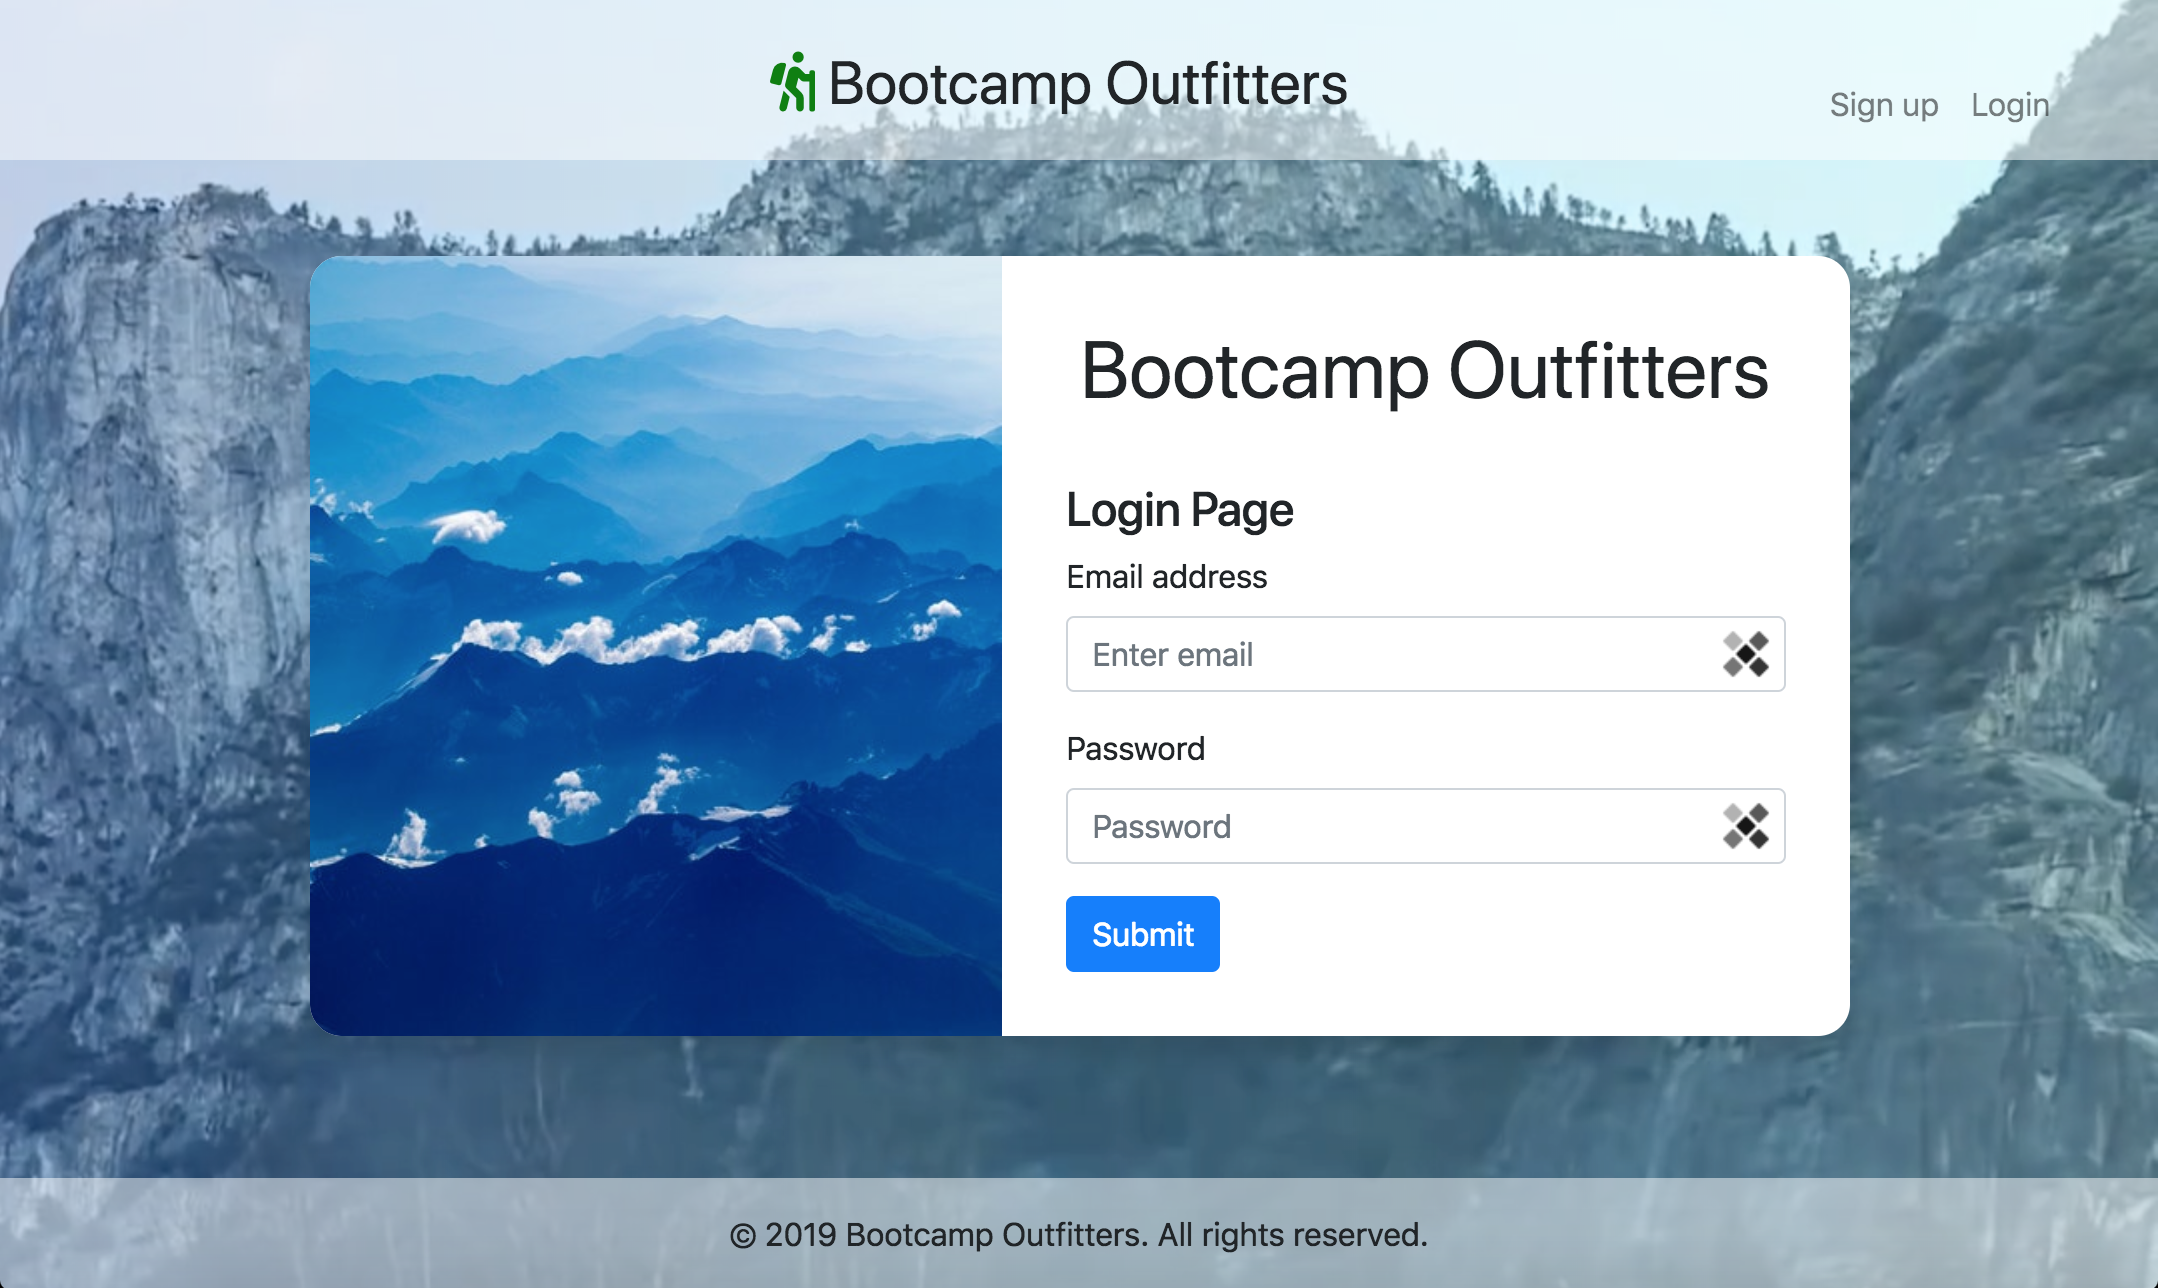 Bootcamp Outfitters
Sign up Login
Bootcamp Outfitters
Login Page
Email address
Enter email
Password
Password
Submit
© 2019 Bootcamp Outfitters. All rights reserved.